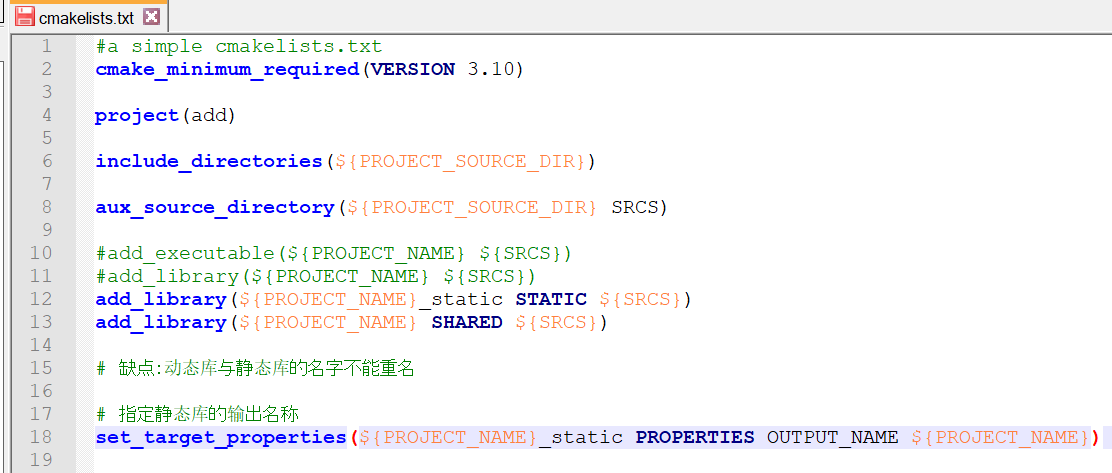 cmakelists.txt
1 #a simple cmakelists.txt
2 cmake_minimum_required(VERSION 3.10)
3
4 project(add)
5
6 include_directories(${PROJECT_SOURCE_DIR})
7
8 aux_source_directory(${PROJECT_SOURCE_DIR} SRCS)
9
10 #add_executable(${PROJECT_NAME} ${SRCS})
11 #add_library(${PROJECT_NAME} ${SRCS})
12 add_library(${PROJECT_NAME}_static STATIC ${SRCS})
13 add_library(${PROJECT_NAME} SHARED ${SRCS})
14
15 # 缺点:动态库与静态库的名字不能重名
16
17 # 指定静态库的输出名称
18 set_target_properties(${PROJECT_NAME}_static PROPERTIES OUTPUT_NAME ${PROJECT_NAME})
19